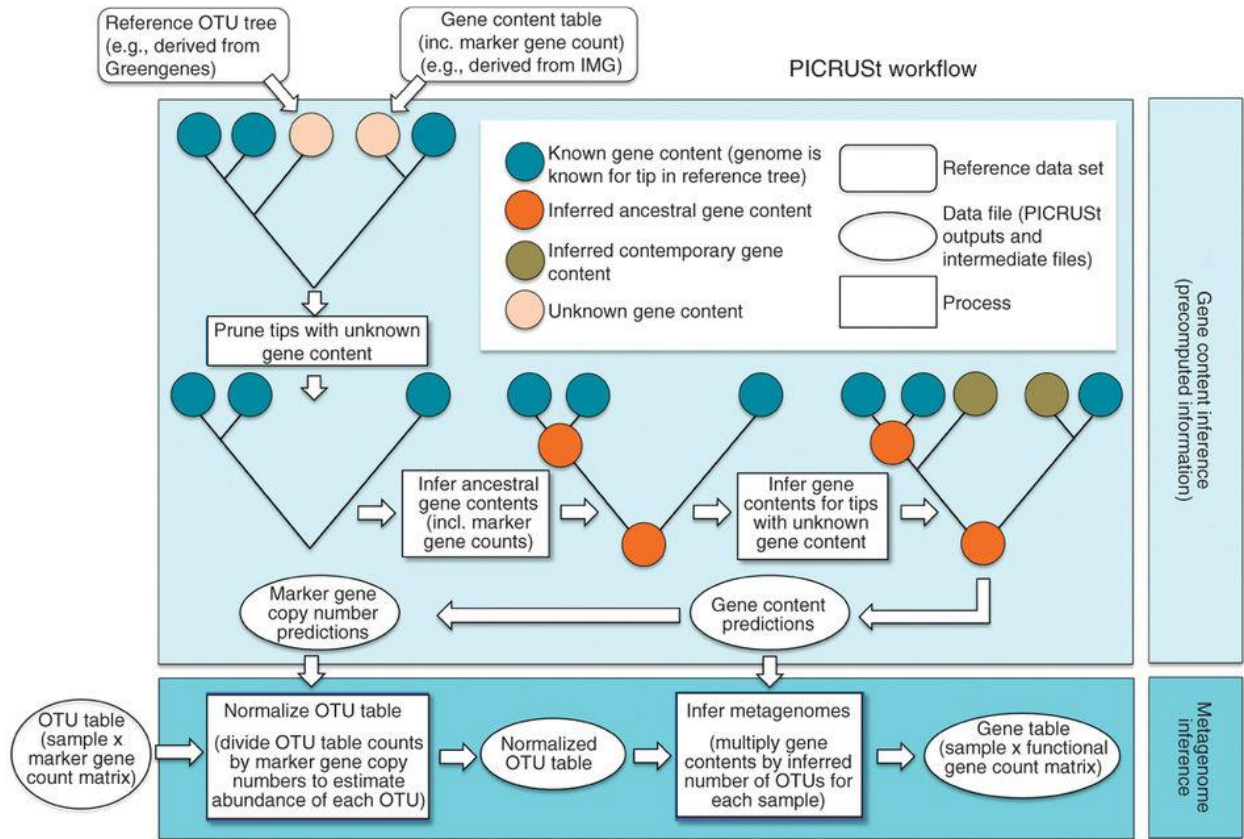 Reference OTU tree
(e.g., derived from
Greengenes)
Gene content table
(inc. marker gene count)
(e.g., derived from IMG)
PICRUSt workflow
Known gene content (genome is
known for tip in reference tree)
Inferred ancestral gene content
Inferred contemporary gene
content
Unknown gene content
Reference data set
Data file (PICRUSt
outputs and
intermediate files)
Process
Prune tips with unknown
gene content
Infer ancestral
gene contents
(incl. marker
gene counts)
Infer gene
contents for tips
with unknown
gene content
Marker gene
copy number
predictions
Gene content
predictions
Gene content inference
(precomputed information)
OTU table
(sample x
marker gene
count matrix)
Normalize OTU table
(divide OTU table counts
by marker gene copy
numbers to estimate
abundance of each OTU)
Normalized
OTU table
Infer metagenomes
(multiply gene
contents by inferred
number of OTUs for
each sample)
Gene table
(sample x functional
gene count matrix)
Metagenome
inference